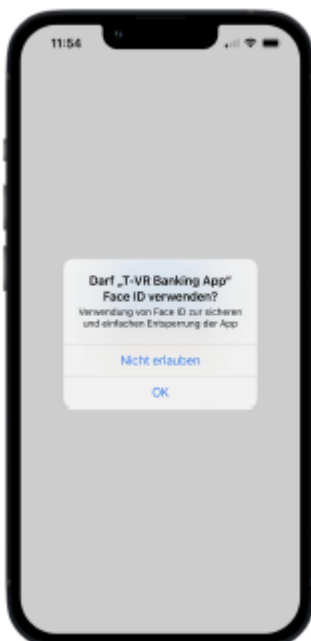 11:54
Darf „T-VR Banking App“
Face ID verwenden?
Verwendung von Face ID zur sicheren
und einfachen Entsperrung der App
Nicht erlauben
OK